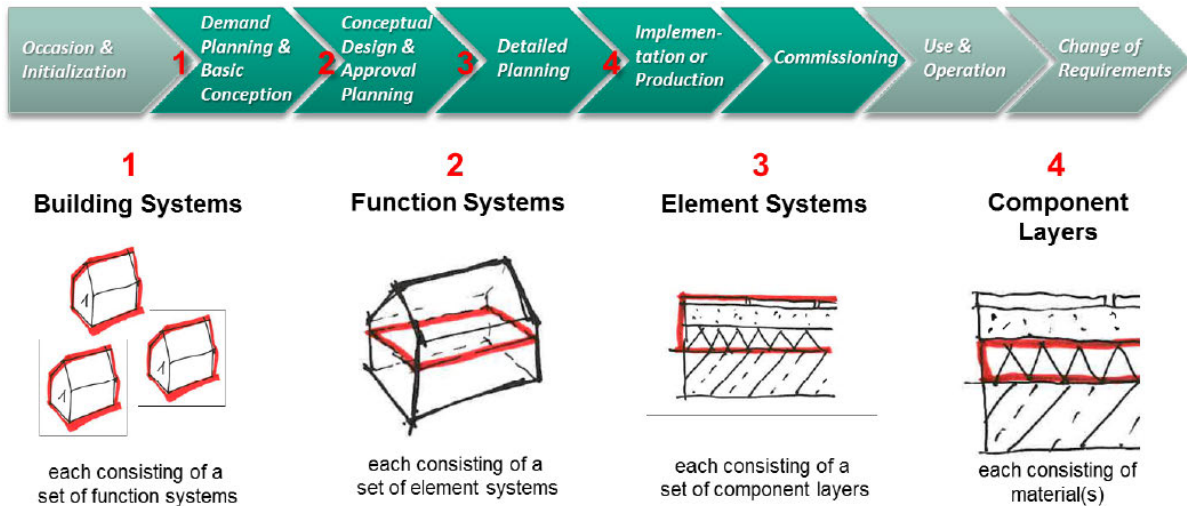 Occasion &
Initialization
1
Demand
Planning &
Basic
Conception
2
Conceptual
Design &
Approval
Planning
3
Detailed
Planning
4
Implemen-
tation or
Production
Commissioning
Use &
Operation
Change of
Requirements
1
Building Systems
each consisting of a
set of function systems
2
Function Systems
each consisting of a
set of element systems
3
Element Systems
each consisting of a
set of component layers
4
Component
Layers
each consisting of
material(s)